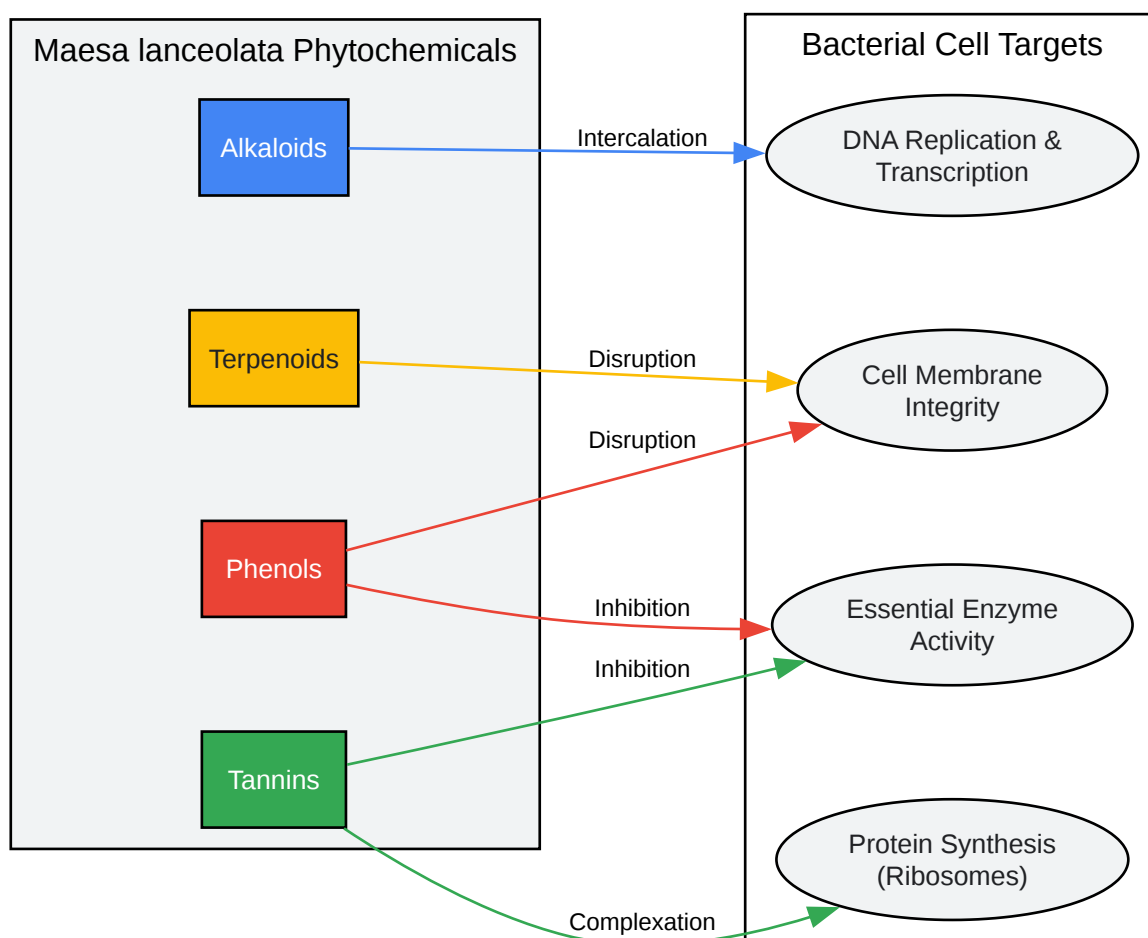 Maesa lanceolata Phytochemicals
Bacterial Cell Targets
Alkaloids
Intercalation
DNA Replication &
Transcription
Terpenoids
Disruption
Cell Membrane
Integrity
Disruption
Phenols
Inhibition
Essential Enzyme
Activity
Inhibition
Tannins
Protein Synthesis
(Ribosomes)
Complexation